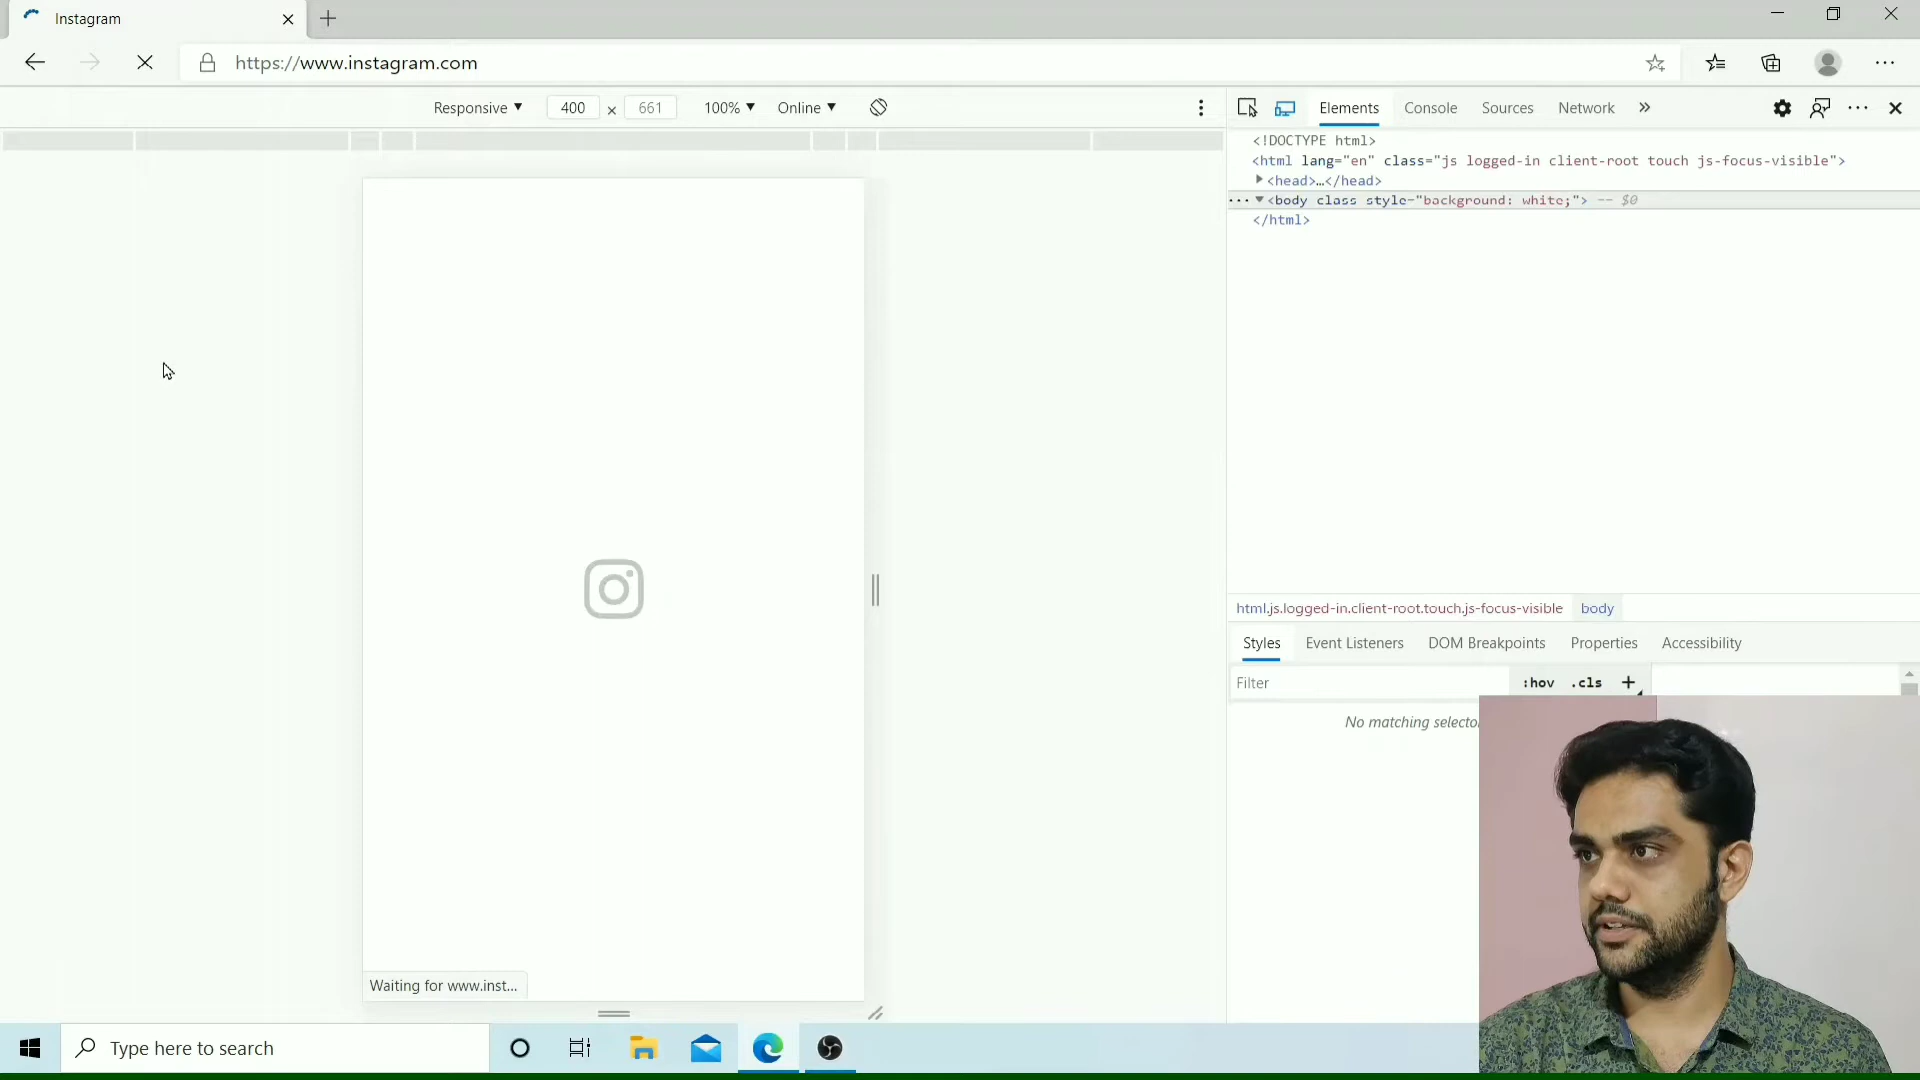 Instagram
https://www.instagram.com
Responsive 400 x 661 100% Online
Elements Console Sources Network
<!DOCTYPE html>
<html lang="en" class="js logged-in client-root touch js-focus-visible">
<head>…</head>
<body class style="background: white;"> == $0
</html>
html.js.logged-in.client-root.touch.js-focus-visible body
Styles Event Listeners DOM Breakpoints Properties Accessibility
Filter :hov .cls +
No matching selecto
Waiting for www.inst...
Type here to search